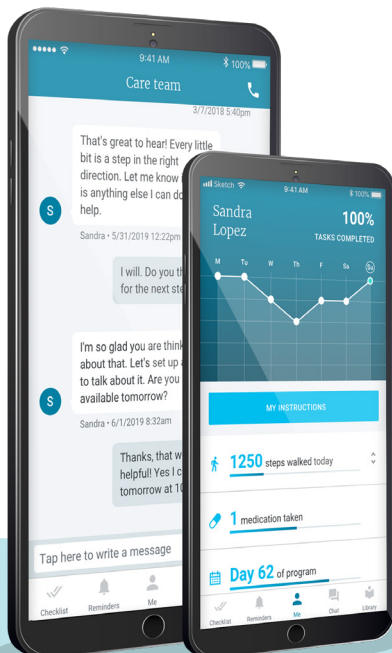 9:41 AM
100%
Care team
3/7/2018 5:40pm
That's great to hear! Every little
bit is a step in the right
direction. Let me know
is anything else I can do
help.
S
Sandra • 5/31/2019 12:22pm
I will. Do you
for the next
I'm so glad you are
about that. Let's set up
to talk about it. Are you
available tomorrow?
S
Sandra • 6/1/2019 8:32am
Thanks, that
helpful! Yes I
tomorrow at
Tap here to write a message
Checklist
Reminders
Me
Sketch
9:41 AM
100%
Sandra
Lopez
100%
TASKS COMPLETED
M Tu W Th F Sa Su
MY INSTRUCTIONS
1250 steps walked today
1 medication taken
Day 62 of program
Checklist
Reminders
Me
Chat
Library